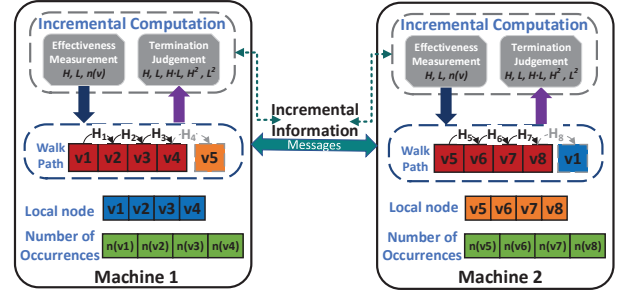 Incremental Computation
Effectiveness
Measurement
H, L, n(v)
Termination
Judgement
H, L, H·L, H², L²
H₁ H₂ H₃ H₄
Walk
Path
v1 v2 v3 v4 v5
Local node
v1 v2 v3 v4
Number of
Occurrences
n(v1) n(v2) n(v3) n(v4)
Machine 1
Incremental
Information
Messages
Incremental Computation
Effectiveness
Measurement
H, L, n(v)
Termination
Judgement
H, L, H·L, H², L²
H₅ H₆ H₇ H₈
Walk
Path
v5 v6 v7 v8 v1
Local node
v5 v6 v7 v8
Number of
Occurrences
n(v5) n(v6) n(v7) n(v8)
Machine 2